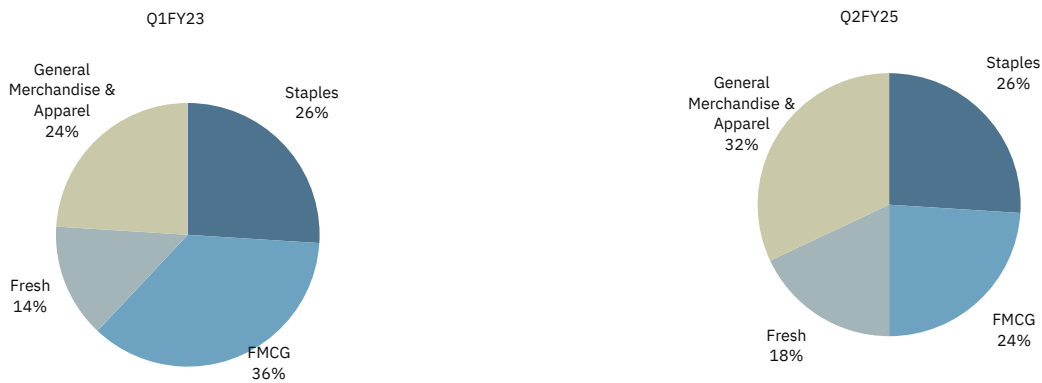 Q1FY23
General
Merchandise &
Apparel
24%
Staples
26%
Fresh
14%
FMCG
36%
Q2FY25
General
Merchandise &
Apparel
32%
Staples
26%
Fresh
18%
FMCG
24%